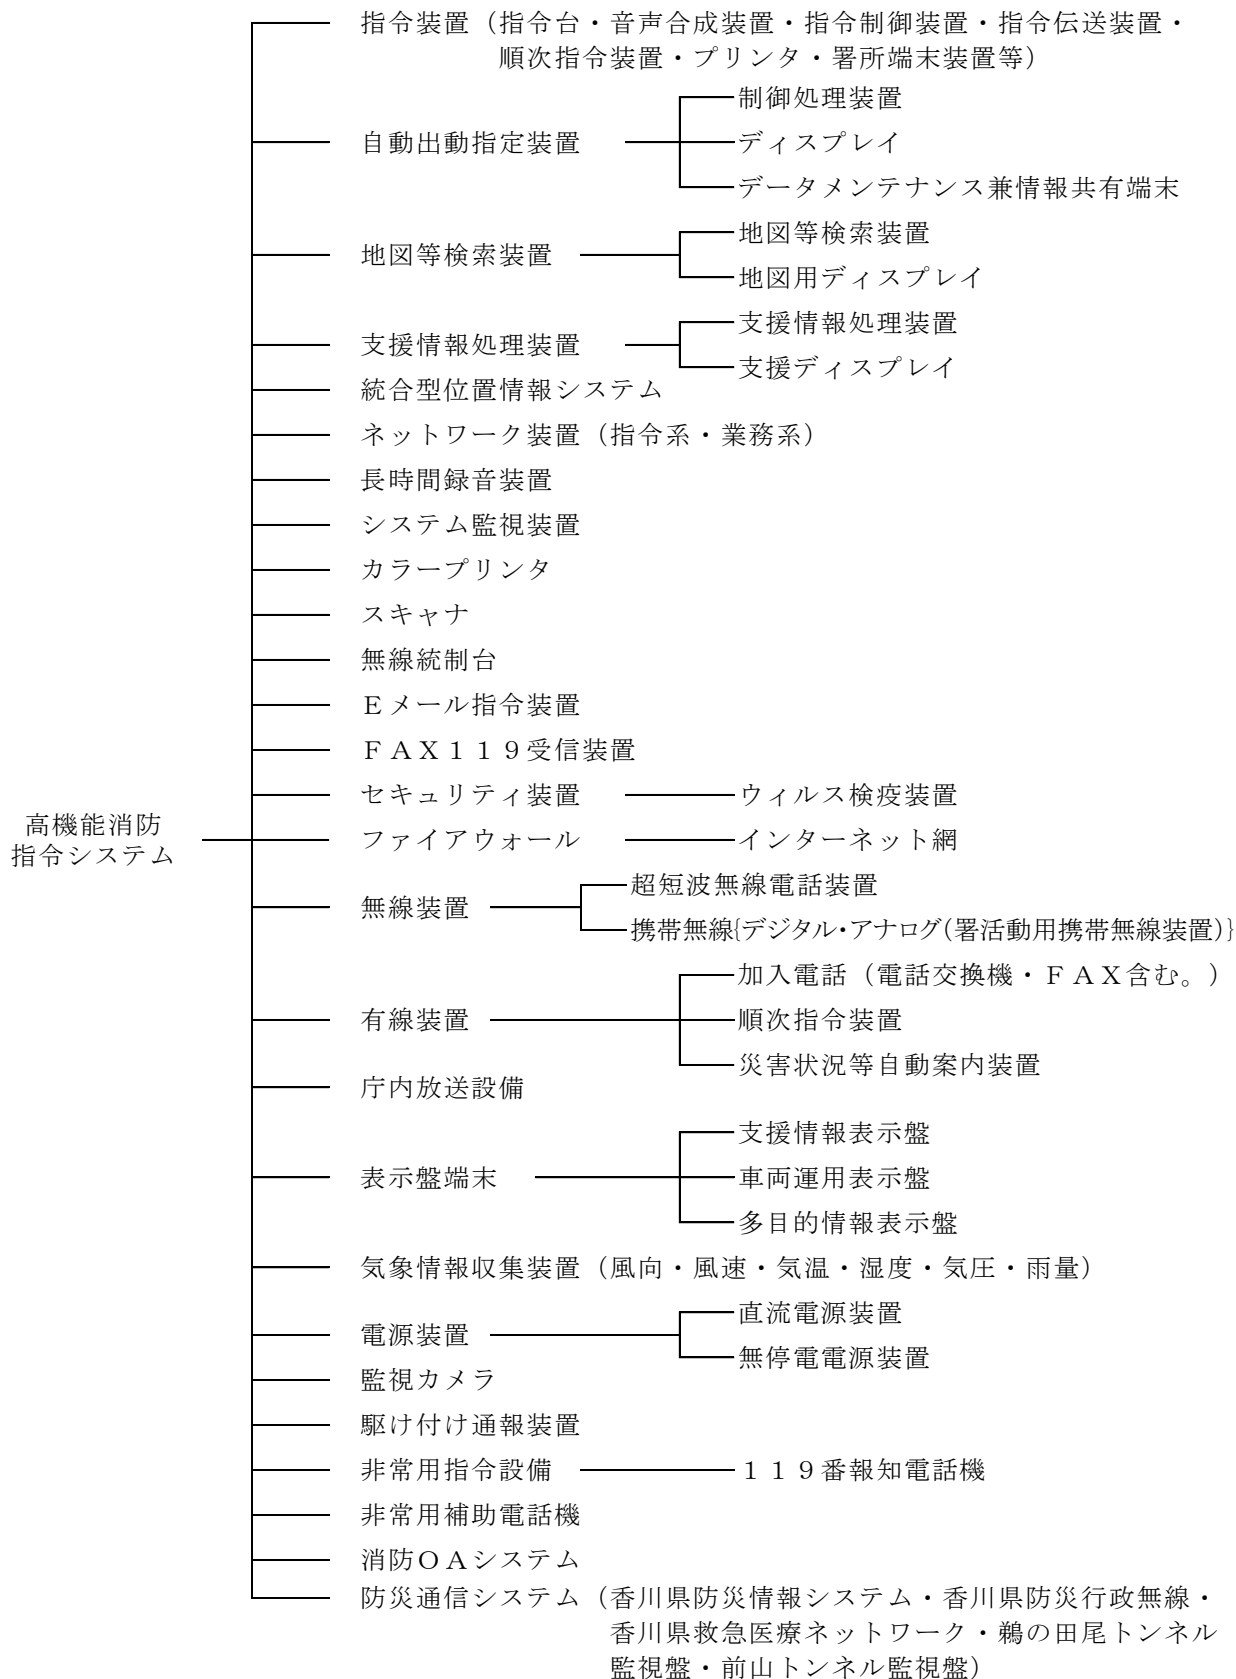 指令装置（指令台・音声合成装置・指令制御装置・指令伝送装置・
順次指令装置・プリンタ・署所端末装置等）
自動出動指定装置
制御処理装置
ディスプレイ
データメンテナンス兼情報共有端末
地図等検索装置
地図等検索装置
地図用ディスプレイ
支援情報処理装置
支援情報処理装置
支援ディスプレイ
統合型位置情報システム
ネットワーク装置（指令系・業務系）
長時間録音装置
システム監視装置
カラープリンタ
スキャナ
無線統制台
Ｅメール指令装置
ＦＡＸ１１９受信装置
セキュリティ装置
ウィルス検疫装置
高機能消防
指令システム
ファイアウォール
インターネット網
無線装置
超短波無線電話装置
携帯無線{デジタル・アナログ(署活動用携帯無線装置)}
有線装置
加入電話（電話交換機・ＦＡＸ含む。）
順次指令装置
災害状況等自動案内装置
庁内放送設備
表示盤端末
支援情報表示盤
車両運用表示盤
多目的情報表示盤
気象情報収集装置（風向・風速・気温・湿度・気圧・雨量）
電源装置
直流電源装置
無停電電源装置
監視カメラ
駆け付け通報装置
非常用指令設備
１１９番報知電話機
非常用補助電話機
消防ＯＡシステム
防災通信システム（香川県防災情報システム・香川県防災行政無線・
香川県救急医療ネットワーク・鵜の田尾トンネル
監視盤・前山トンネル監視盤）